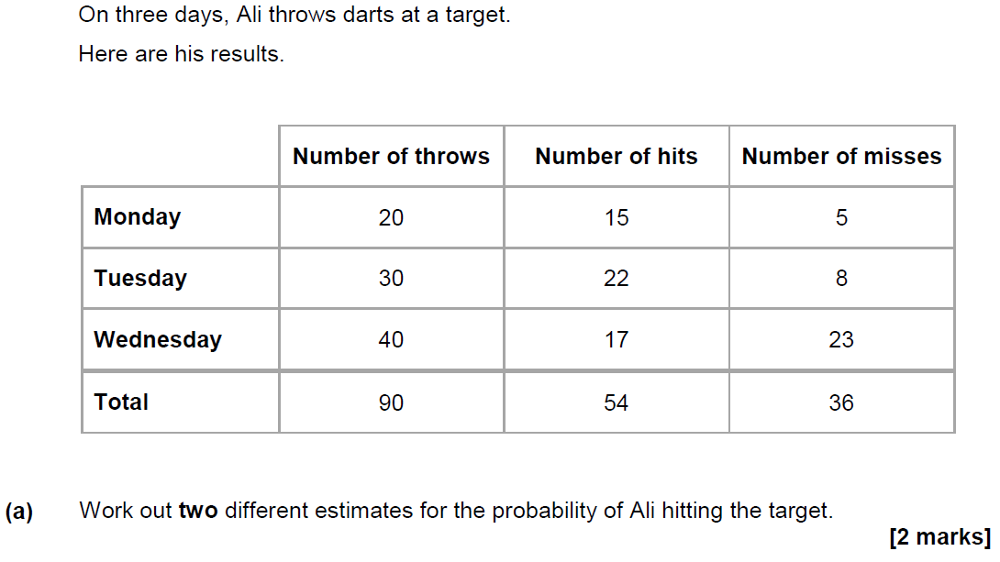 On three days, Ali throws darts at a target.
Here are his results.
Number of throws Number of hits Number of misses
Monday 20 15 5
Tuesday 30 22 8
Wednesday 40 17 23
Total 90 54 36
(a) Work out two different estimates for the probability of Ali hitting the target.
[2 marks]